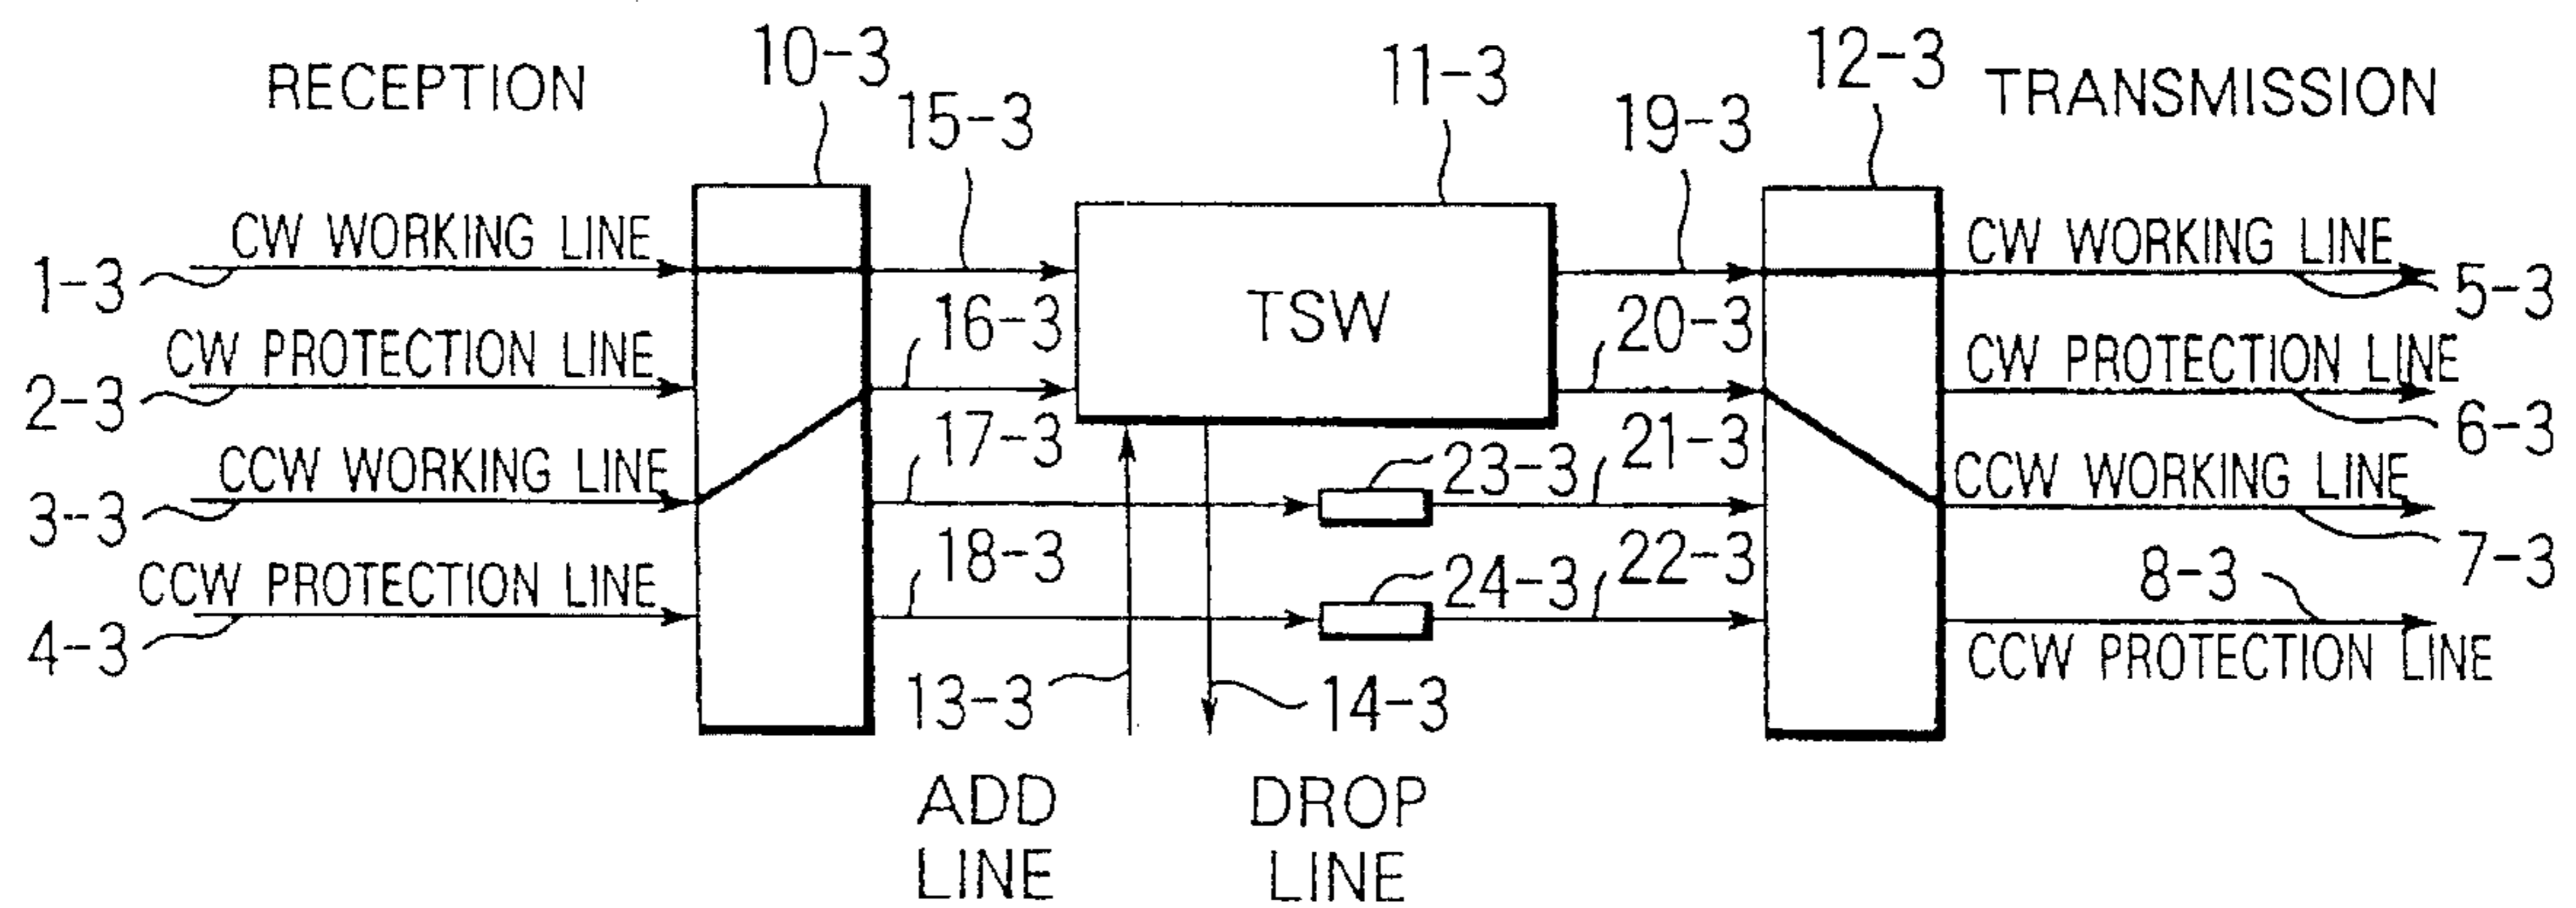 RECEPTION
10-3
15-3
11-3
19-3
12-3
TRANSMISSION
CW WORKING LINE
1-3
16-3
TSW
20-3
CW WORKING LINE
5-3
CW PROTECTION LINE
2-3
17-3
23-3
21-3
CW PROTECTION LINE
6-3
CCW WORKING LINE
3-3
18-3
24-3
22-3
CCW WORKING LINE
7-3
CCW PROTECTION LINE
4-3
13-3
14-3
8-3
CCW PROTECTION LINE
ADD
LINE
DROP
LINE